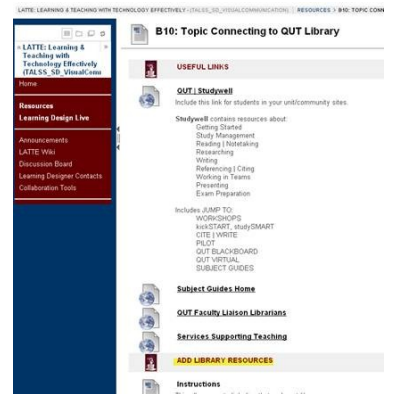 LATTE: LEARNING & TEACHING WITH TECHNOLOGY EFFECTIVELY - (TALSS_SD_VISUALCOMMUNICATION) RESOURCES > B10: TOPIC CONN
B10: Topic Connecting to QUT Library
LATTE: Learning &
Teaching with
Technology Effectively
(TALSS_SD_VisualComu
Home
Resources
Learning Design Live
Announcements
LATTE Wiki
Discussion Board
Learning Designer Contacts
Collaboration Tools
USEFUL LINKS
QUT | Studywell
Include this link for students in your unit/community sites.
Studywell contains resources about:
Getting Started
Study Management
Reading | Notetaking
Researching
Writing
Referencing | Citing
Working in Teams
Presenting
Exam Preparation
Includes JUMP TO:
WORKSHOPS
kickSTART, studySMART
CITE | WRITE
PILOT
QUT BLACKBOARD
QUT VIRTUAL
SUBJECT GUIDES
Subject Guides Home
QUT Faculty Liaison Librarians
Services Supporting Teaching
ADD LIBRARY RESOURCES
Instructions